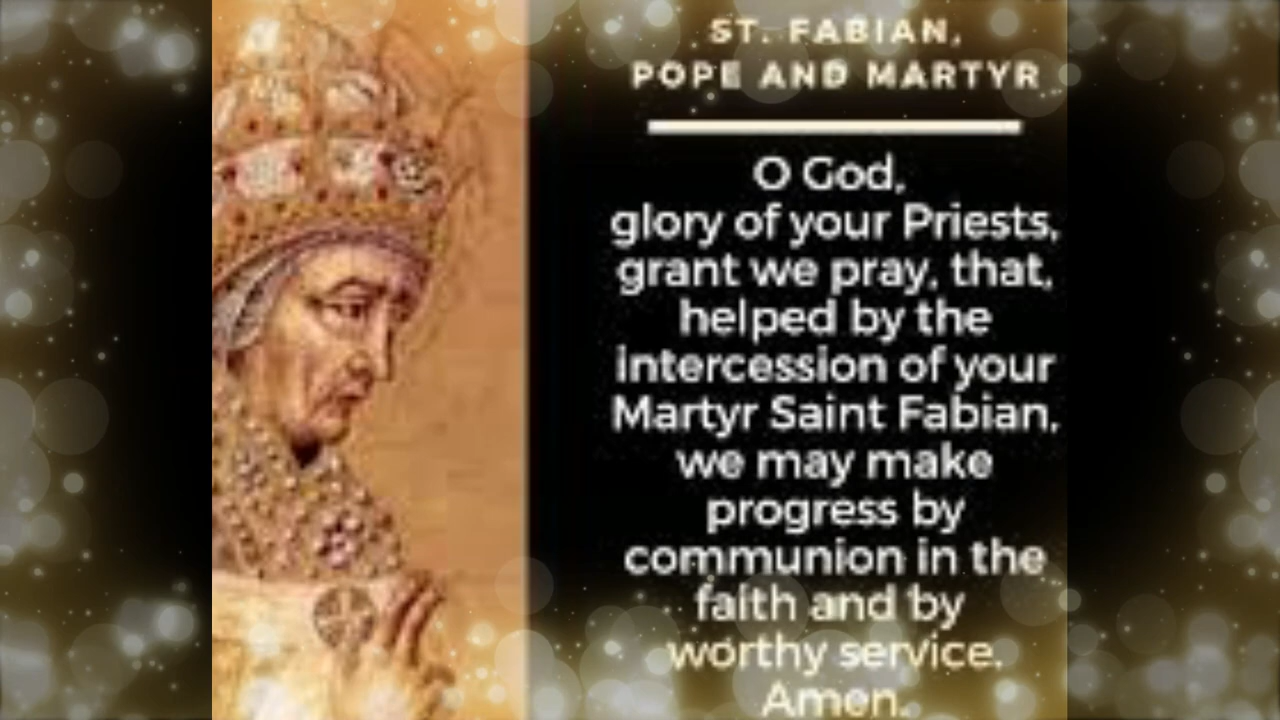 ST. FABIAN,
POPE AND MARTYR
O God,
glory of your Priests,
grant we pray, that,
helped by the
intercession of your
Martyr Saint Fabian,
we may make
progress by
communion in the
faith and by
worthy service.
Amen.